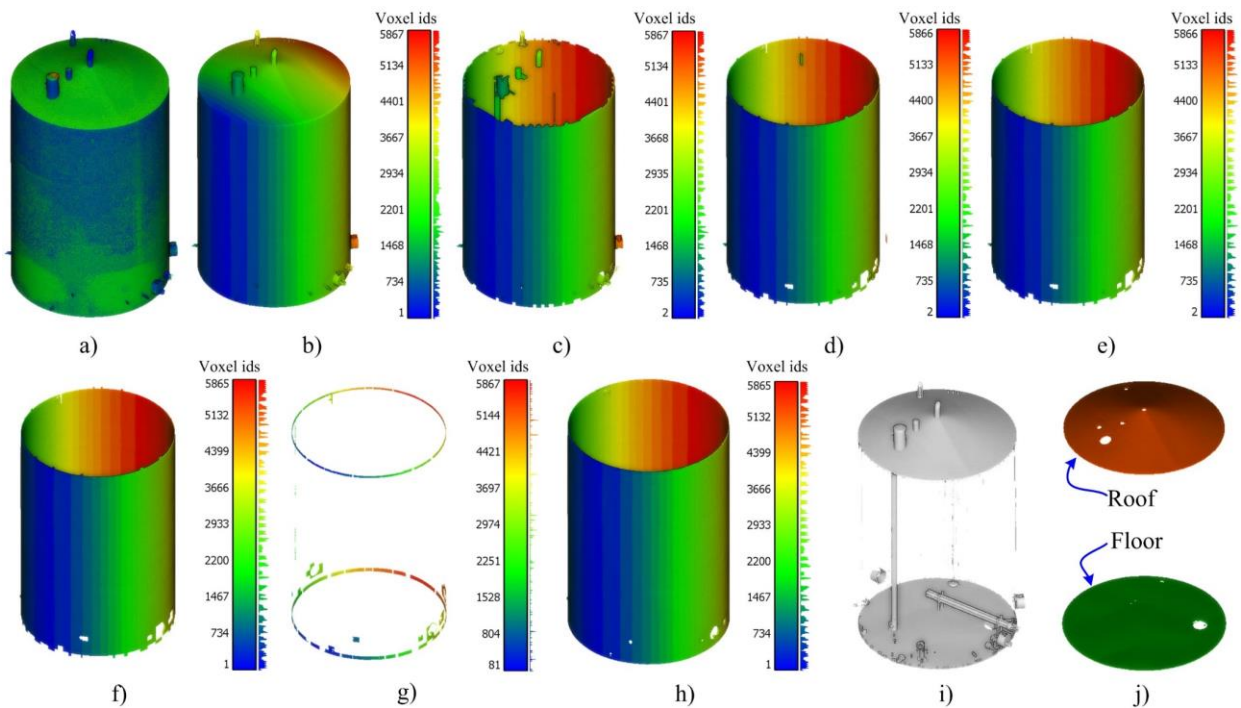 Voxel ids Voxel ids Voxel ids Voxel ids
5867 5867 5866 5866
5134 5134 5133 5133
4401 4401 4400 4400
3667 3668 3667 3667
2934 2935 2934 2934
2201 2201 2201 2201
1468 1468 1468 1468
734 735 735 735
1 2 2 2
a) b) c) d) e)
Voxel ids Voxel ids Voxel ids
5865 5867 5865
5132 5144 5132
4399 4421 4399
3666 3697 3666
2933 2974 2933
2200 2251 2200
1467 1528 1467
734 804 734
1 81 1
Roof
Floor
f) g) h) i) j)